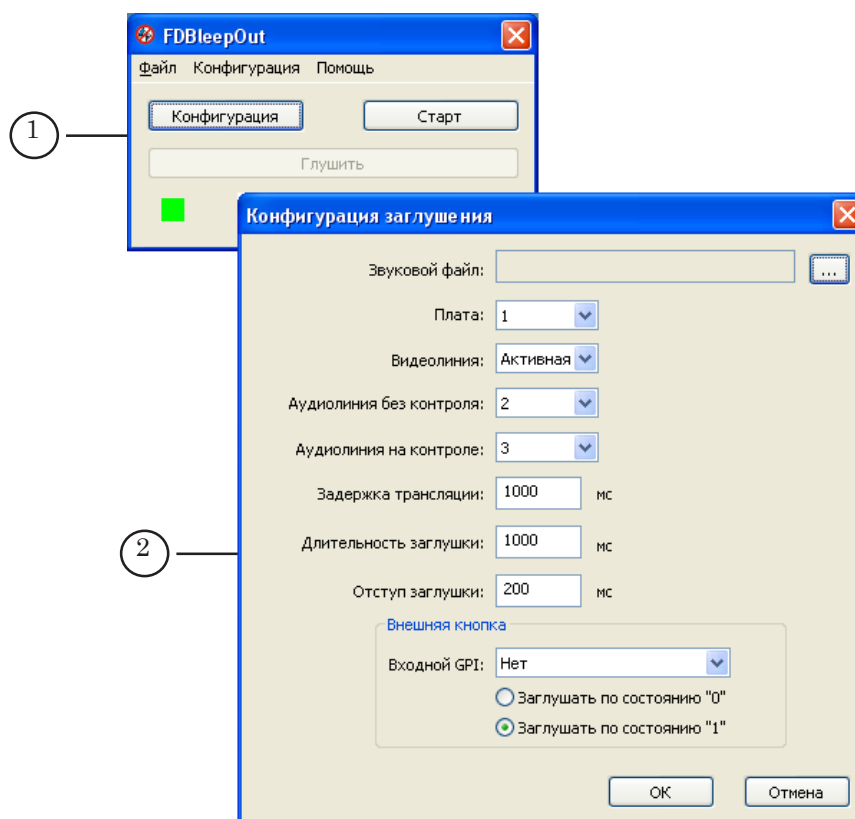 FDBleepOut
Файл Конфигурация Помощь
1
Конфигурация Старт
Глушить
Конфигурация заглушения
Звуковой файл: ...
Плата: 1
Видеолиния: Активная
Аудиолиния без контроля: 2
Аудиолиния на контроле: 3
Задержка трансляции: 1000 мс
2
Длительность заглушки: 1000 мс
Отступ заглушки: 200 мс
Внешняя кнопка
Входной GPI: Нет
Заглушать по состоянию "0"
Заглушать по состоянию "1"
ОК Отмена